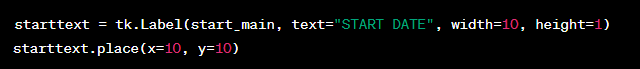 starttext = tk.Label(start_main, text="START DATE", width=10, height=1)
starttext.place(x=10, y=10)